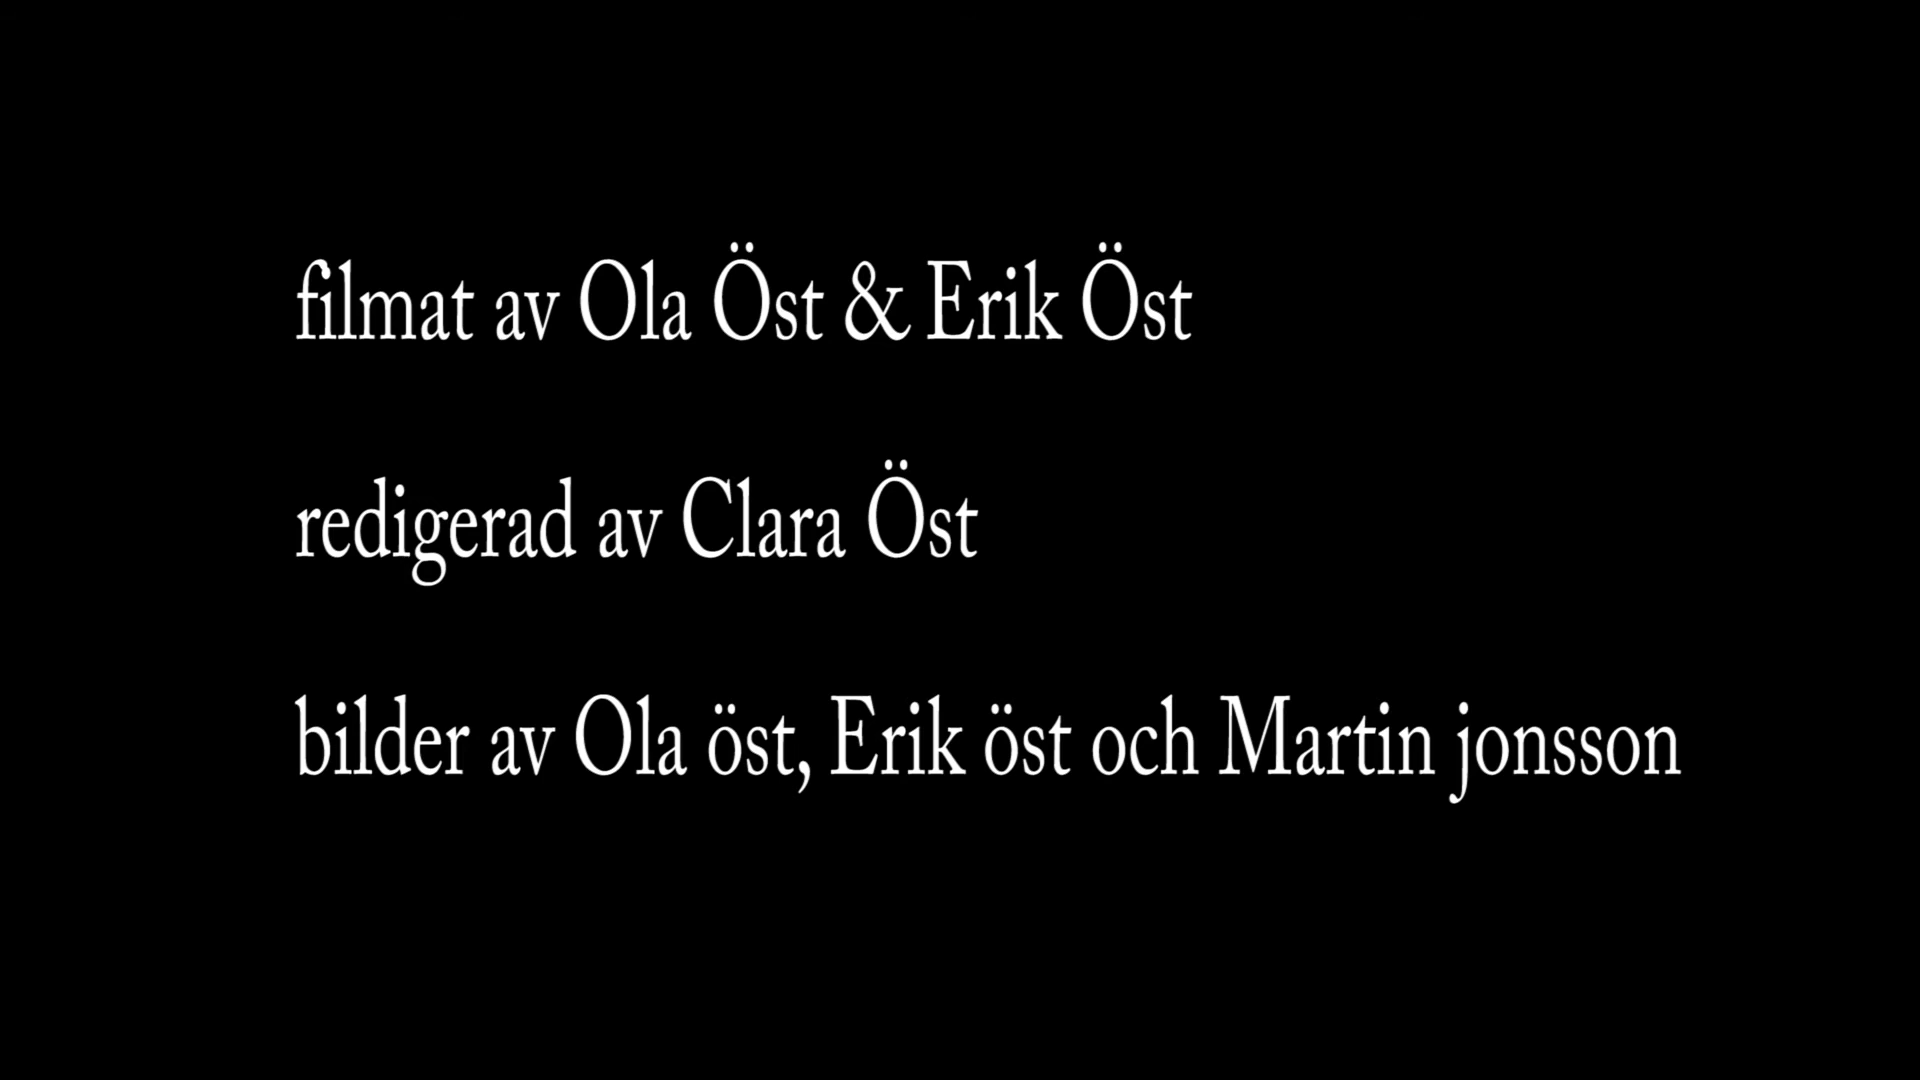 filmat av Ola Öst & Erik Öst
redigerad av Clara Öst
bilder av Ola öst, Erik öst och Martin jonsson